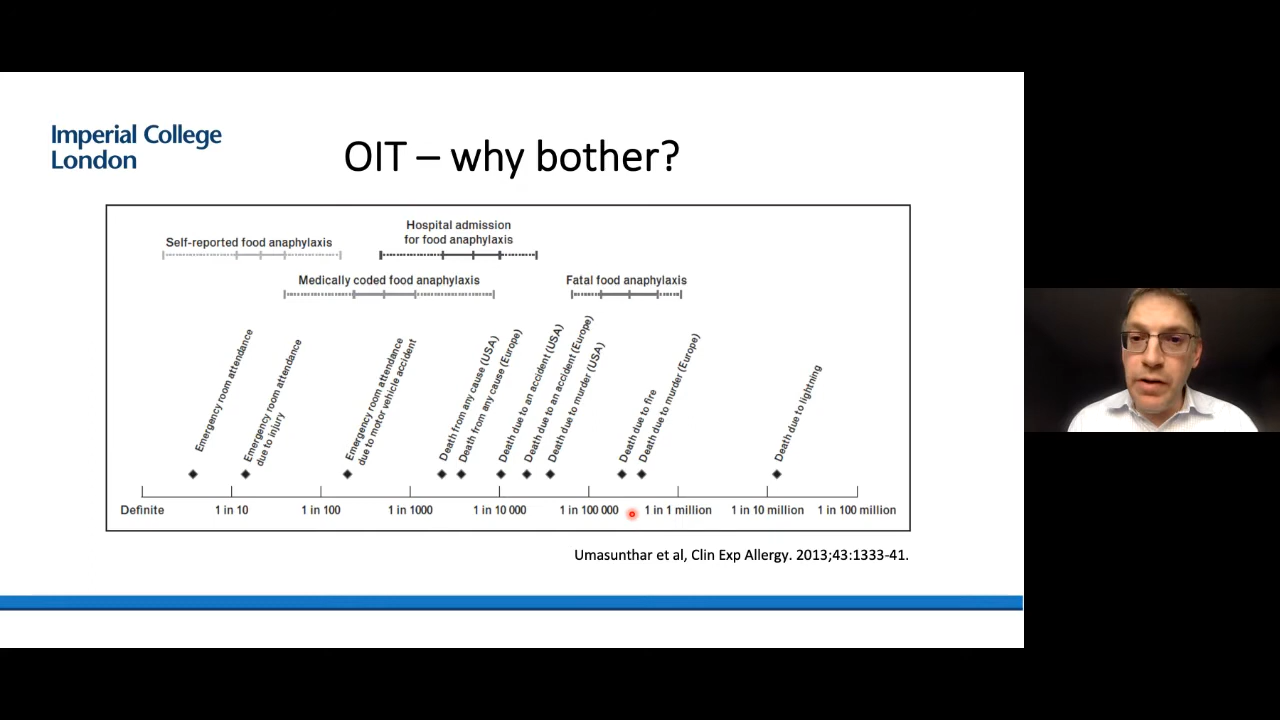 Imperial College
London
OIT – why bother?
Hospital admission
for food anaphylaxis
Self-reported food anaphylaxis
Medically coded food anaphylaxis
Fatal food anaphylaxis
Emergency room attendance
Emergency room attendance
due to injury
Emergency room attendance
due to motor vehicle accident
Death from any cause (USA)
Death from any cause (Europe)
Death due to an accident (USA)
Death due to an accident (Europe)
Death due to murder (USA)
Death due to fire
Death due to murder (Europe)
Death due to lightning
Definite 1 in 10 1 in 100 1 in 1000 1 in 10 000 1 in 100 000 1 in 1 million 1 in 10 million 1 in 100 million
Umasunthar et al, Clin Exp Allergy. 2013;43:1333-41.